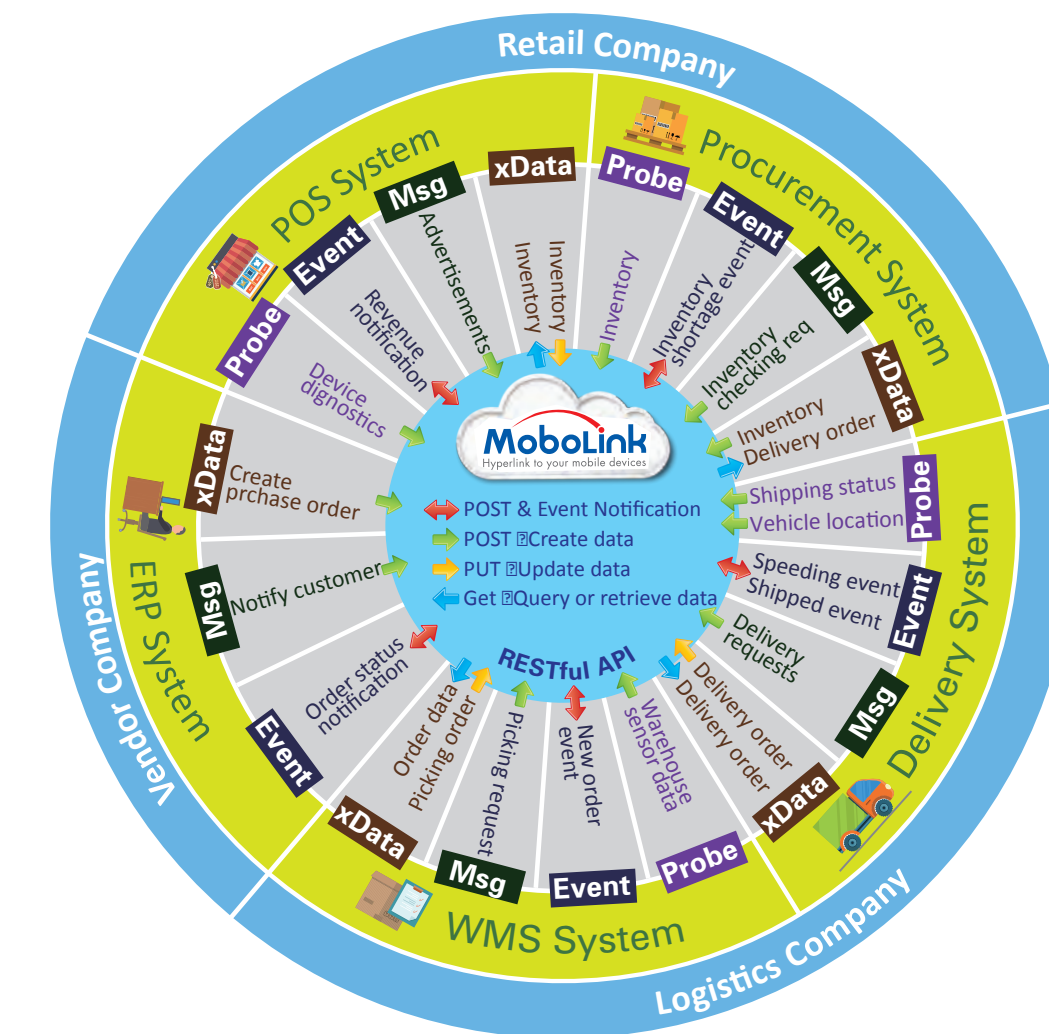 Retail Company
POS System
Probe
Device
dignostics
Event
Revenue
notification
Msg
Advertisements
xData
Inventory
Inventory
Procurement System
Probe
Inventory
Event
Inventory
shortage event
Msg
Inventory
checking req
xData
Inventory
Delivery order
Logistics Company
Delivery System
Probe
Shipping status
Vehicle location
Event
Speeding event
Shipped event
Msg
Delivery
requests
xData
Delivery order
Delivery order
WMS System
Probe
Warehouse
sensor data
Event
New order
event
Msg
Picking request
xData
Order data
Picking order
Vendor Company
ERP System
Event
Order status
notification
Msg
Notify customer
xData
Create
prchase order
MoboLink
Hyperlink to your mobile devices
POST & Event Notification
POST ⍰Create data
PUT ⍰Update data
Get ⍰Query or retrieve data
RESTful API